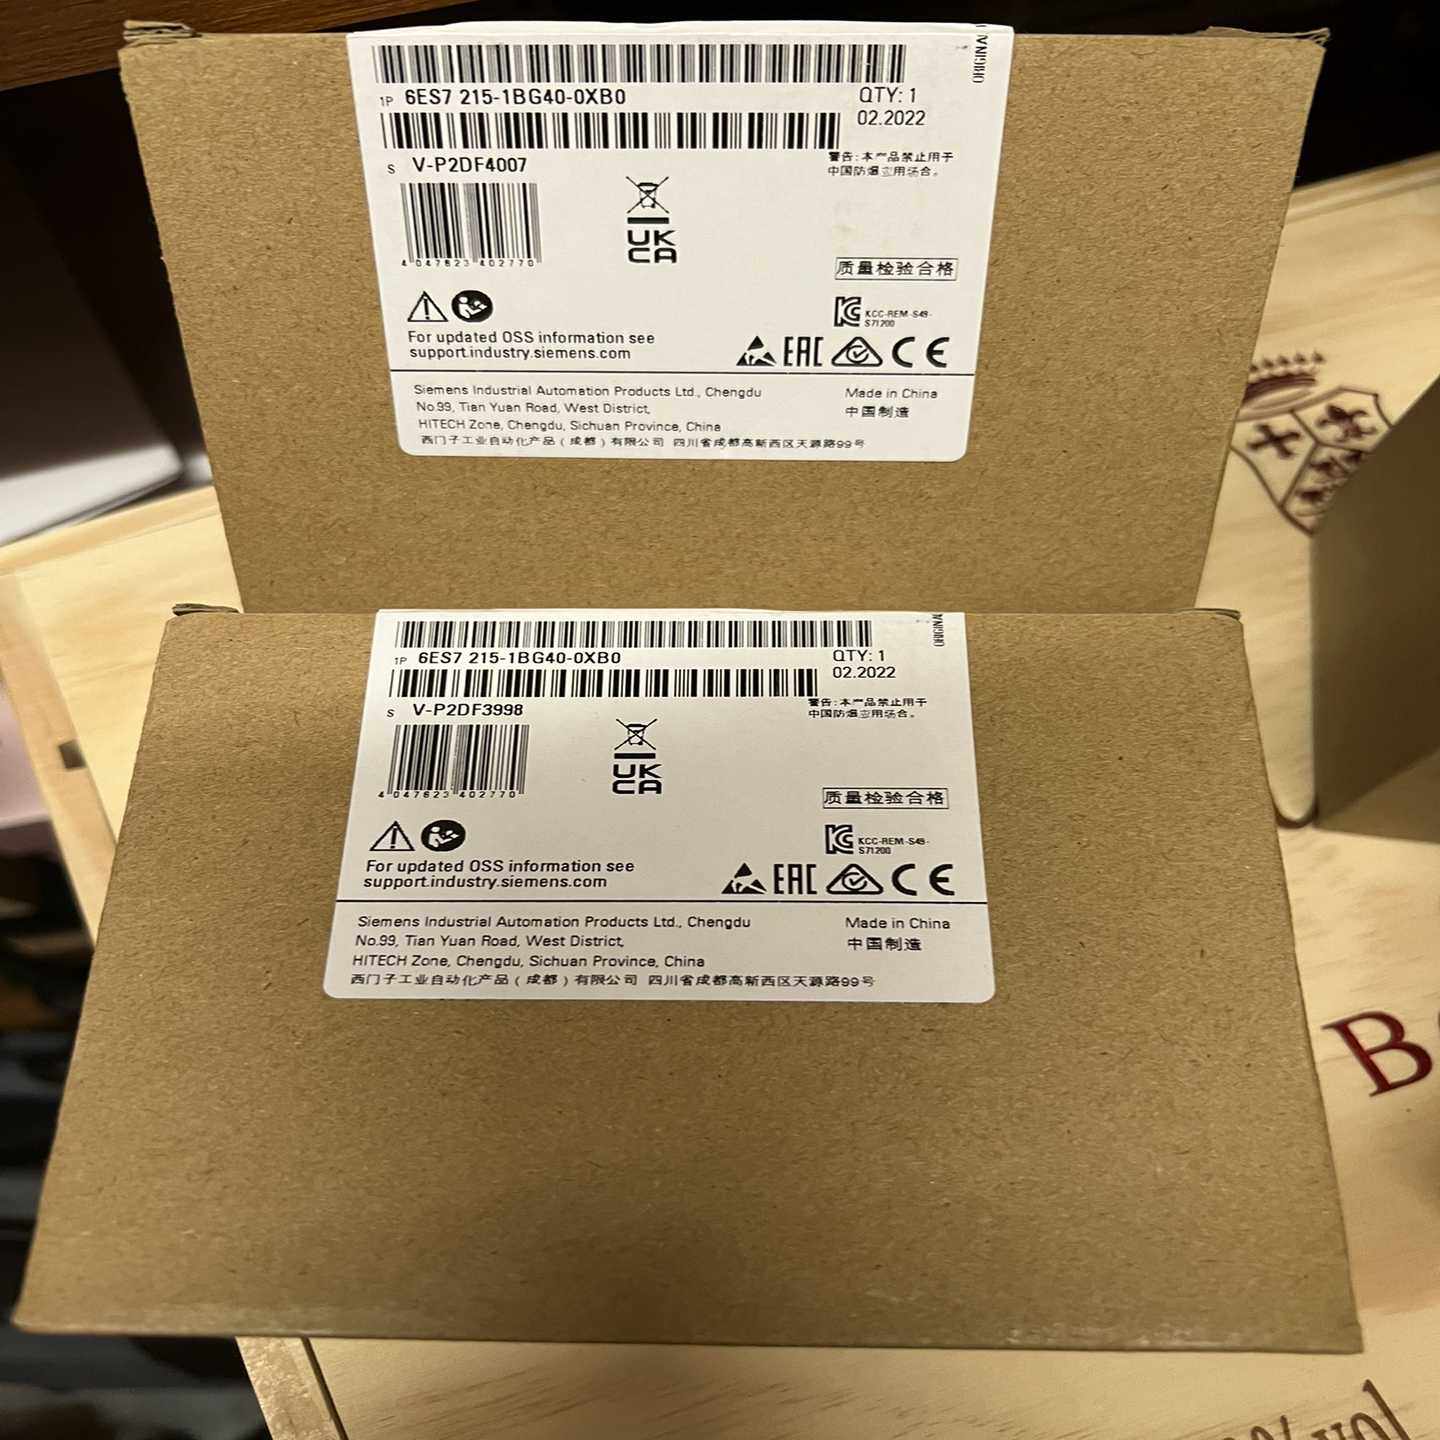 ORIGINAL
1P 6ES7 215-1BG40-0XB0
QTY: 1
02.2022
S V-P2DF4007
警告:本产品禁止用于
中国防爆应用场合。
4 047623 402770
UK
CA
质量检验合格
KCC-REM-S49-
S71200
For updated OSS information see
support.industry.siemens.com
EAC CE
Siemens Industrial Automation Products Ltd., Chengdu
Made in China
No.99, Tian Yuan Road, West District,
中国制造
HITECH Zone, Chengdu, Sichuan Province, China
西门子工业自动化产品(成都)有限公司 四川省成都高新西区天源路99号
ORIGINA
1P 6ES7 215-1BG40-0XB0
QTY: 1
02.2022
S V-P2DF3998
警告:本产品禁止用于
中国防爆应用场合。
4 047623 402770
UK
CA
质量检验合格
KCC-REM-S49-
S71200
For updated OSS information see
support.industry.siemens.com
EAC CE
Siemens Industrial Automation Products Ltd., Chengdu
Made in China
No.99, Tian Yuan Road, West District,
中国制造
HITECH Zone, Chengdu, Sichuan Province, China
西门子工业自动化产品(成都)有限公司 四川省成都高新西区天源路99号
% vol